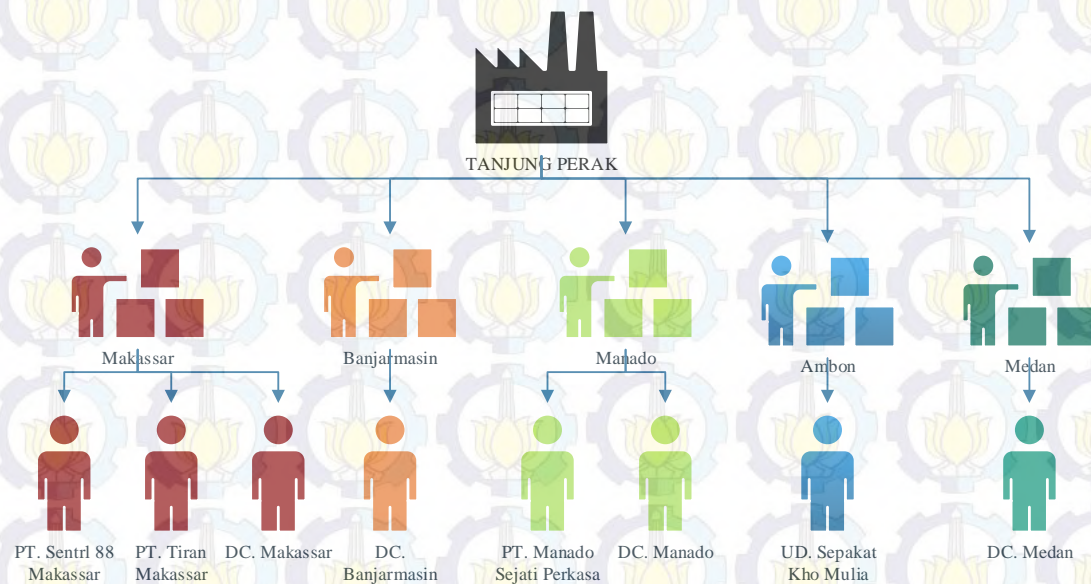 TANJUNG PERAK
Makassar
Banjarmasin
Manado
Ambon
Medan
PT. Sentrl 88
Makassar
PT. Tiran
Makassar
DC. Makassar
DC.
Banjarmasin
PT. Manado
Sejati Perkasa
DC. Manado
UD. Sepakat
Kho Mulia
DC. Medan